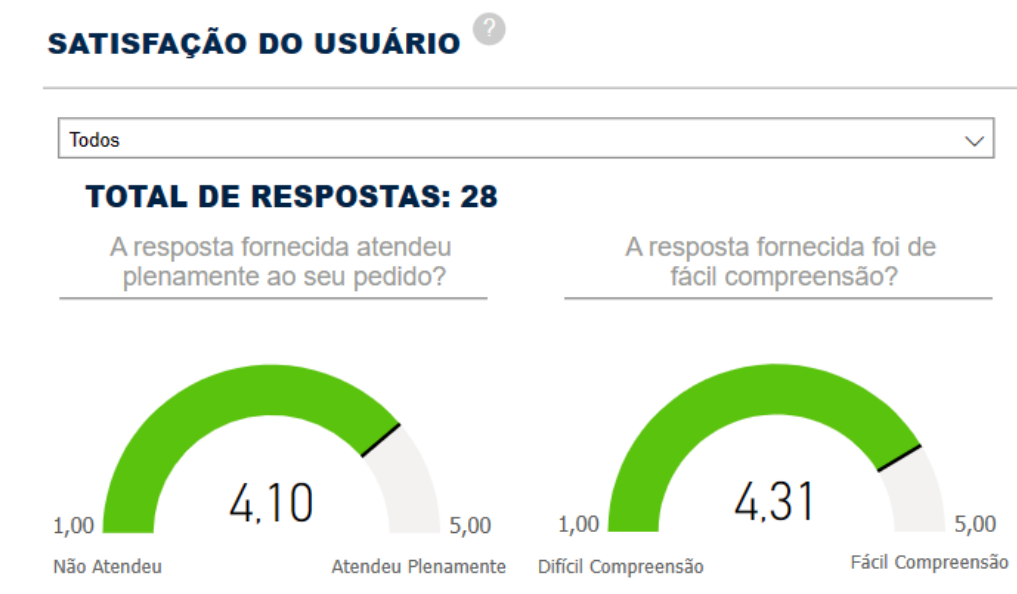 SATISFAÇÃO DO USUÁRIO ?
Todos
TOTAL DE RESPOSTAS: 28
A resposta fornecida atendeu
plenamente ao seu pedido?
4,10
1,00
5,00
Não Atendeu
Atendeu Plenamente
A resposta fornecida foi de
fácil compreensão?
4,31
1,00
5,00
Difícil Compreensão
Fácil Compreensão